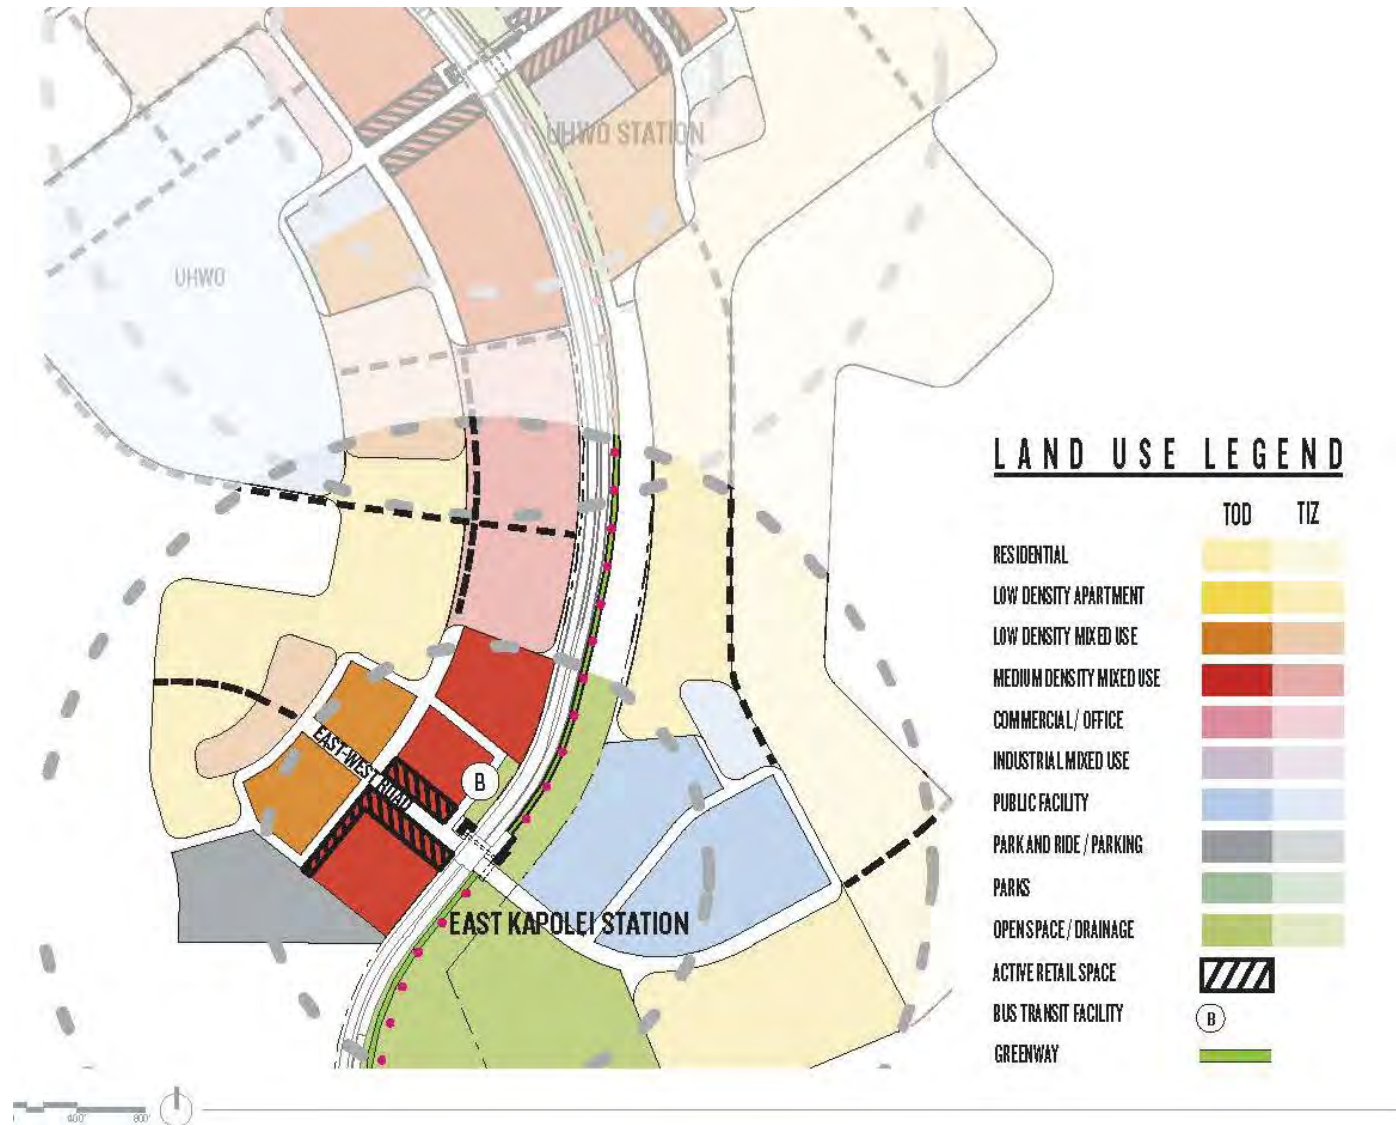 UHWO STATION
UHWO
LAND USE LEGEND
TOD TIZ
RESIDENTIAL
LOW DENSITY APARTMENT
LOW DENSITY MIXED USE
MEDIUM DENSITY MIXED USE
COMMERCIAL / OFFICE
INDUSTRIAL MIXED USE
PUBLIC FACILITY
PARK AND RIDE / PARKING
PARKS
OPEN SPACE / DRAINAGE
ACTIVE RETAIL SPACE
BUS TRANSIT FACILITY B
GREENWAY
EAST-WEST ROAD
B
EAST KAPOLEI STATION
400' 800'